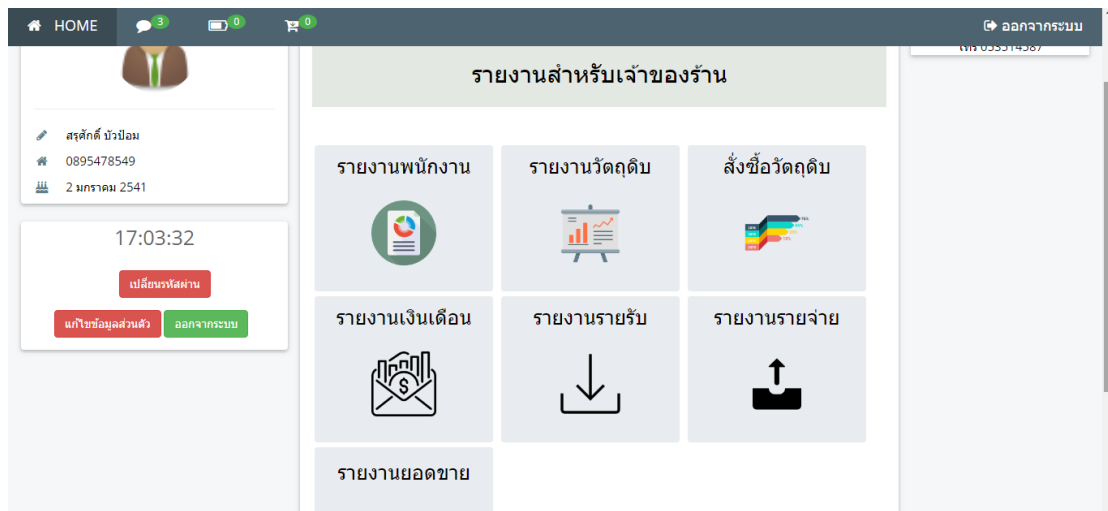 HOME
3
0
0
ออกจากระบบ
โทร 053514587
รายงานสำหรับเจ้าของร้าน
สรุศักดิ์ บัวป้อม
0895478549
2 มกราคม 2541
17:03:32
เปลี่ยนรหัสผ่าน
แก้ไขข้อมูลส่วนตัว
ออกจากระบบ
รายงานพนักงาน
รายงานวัตถุดิบ
สั่งซื้อวัตถุดิบ
รายงานเงินเดือน
รายงานรายรับ
รายงานรายจ่าย
รายงานยอดขาย